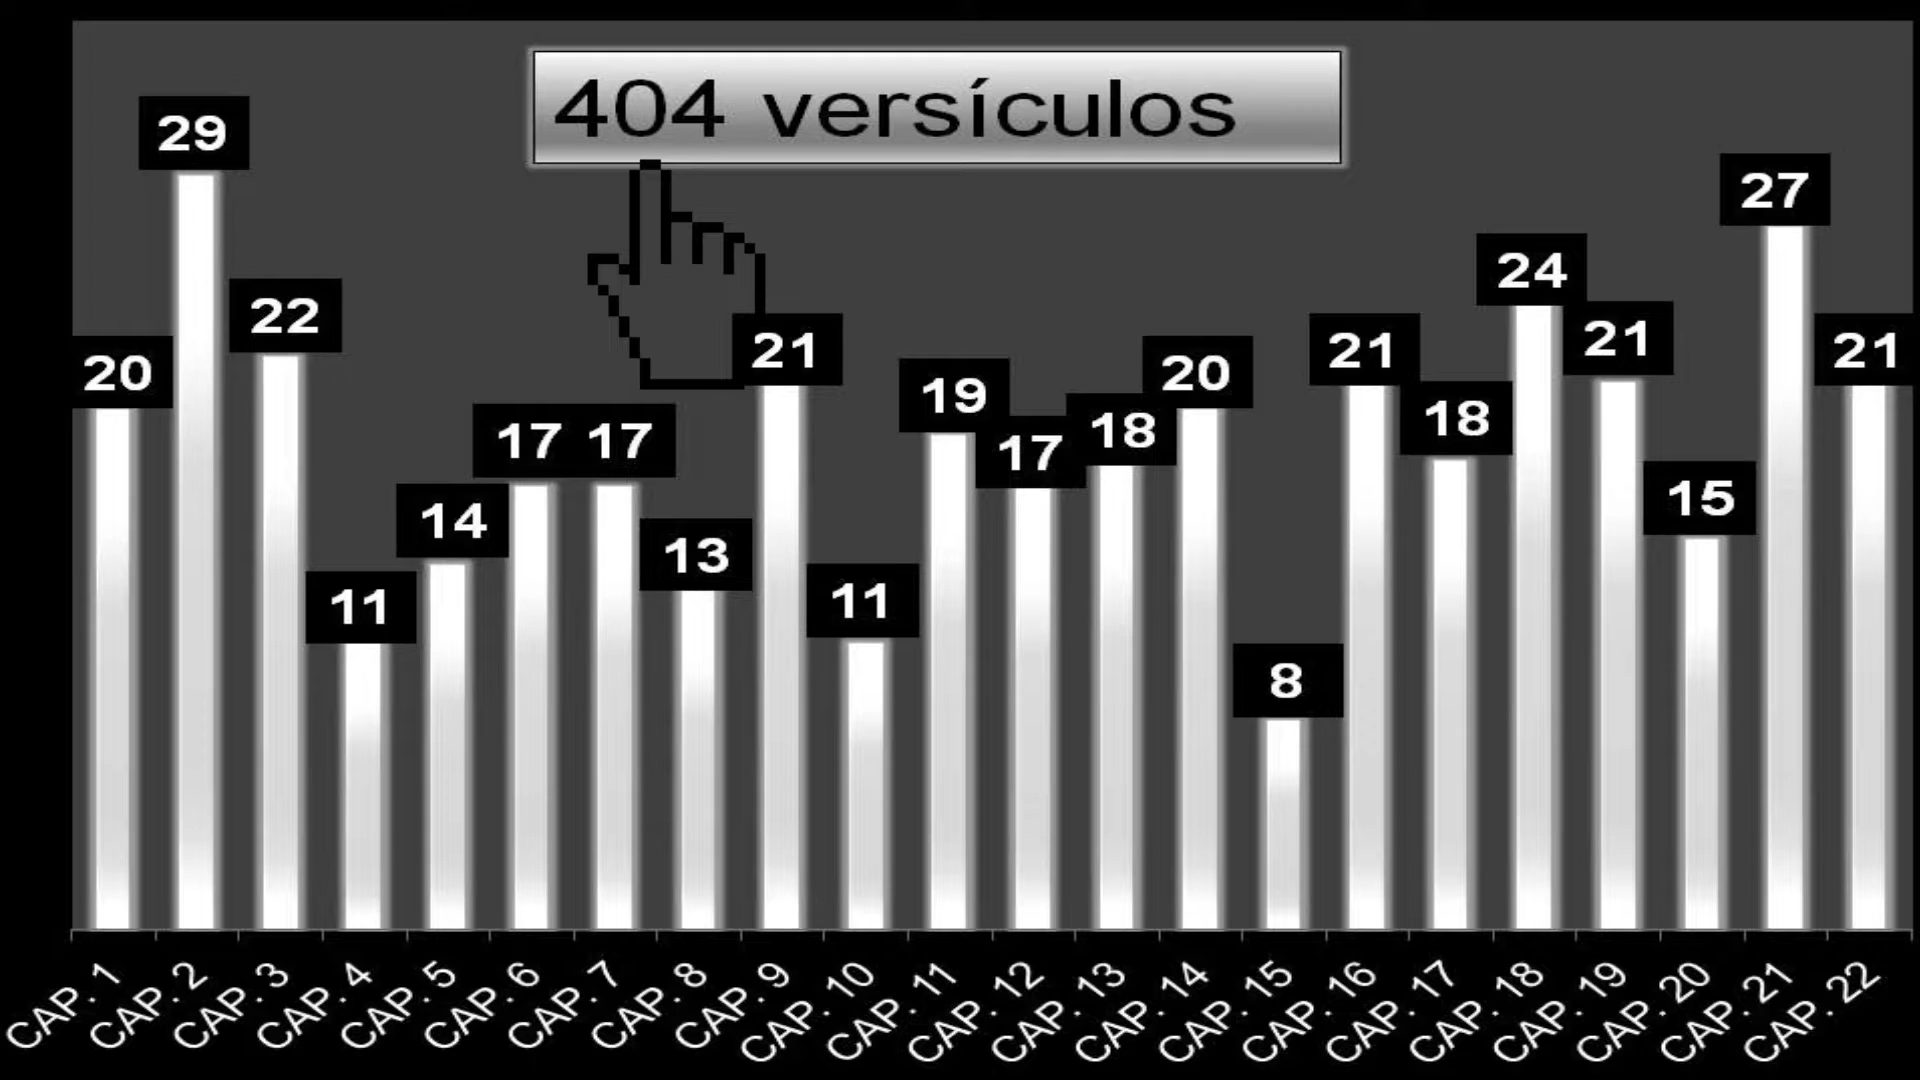 404 versículos
29
27
24
22
21
21
21
21
20
20
19
18
18
17
17
17
15
14
13
11
11
8
CAP. 1
CAP. 2
CAP. 3
CAP. 4
CAP. 5
CAP. 6
CAP. 7
CAP. 8
CAP. 9
CAP. 10
CAP. 11
CAP. 12
CAP. 13
CAP. 14
CAP. 15
CAP. 16
CAP. 17
CAP. 18
CAP. 19
CAP. 20
CAP. 21
CAP. 22